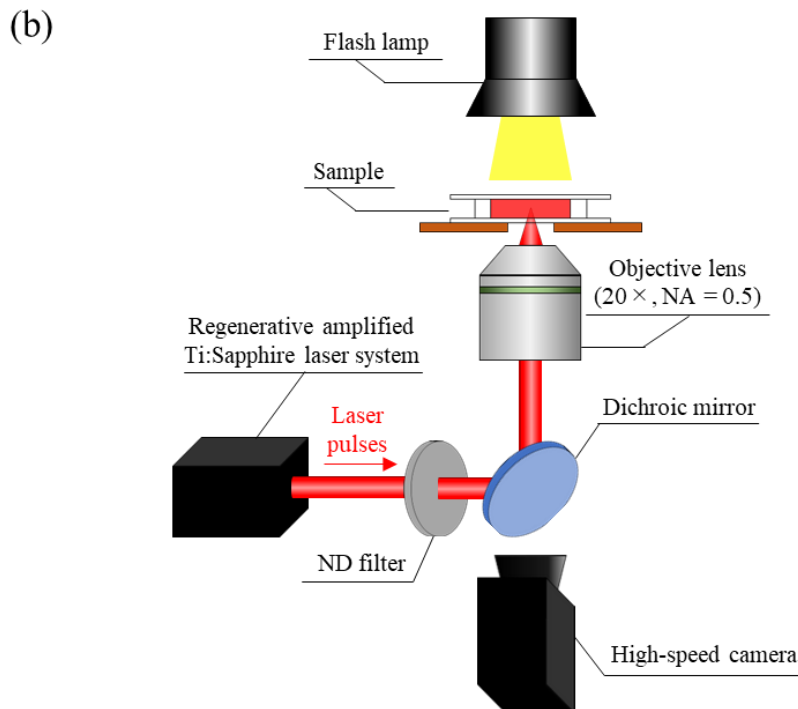 (b)
Flash lamp
Sample
Objective lens
(20×, NA = 0.5)
Regenerative amplified
Ti:Sapphire laser system
Laser
pulses
Dichroic mirror
ND filter
High-speed camera